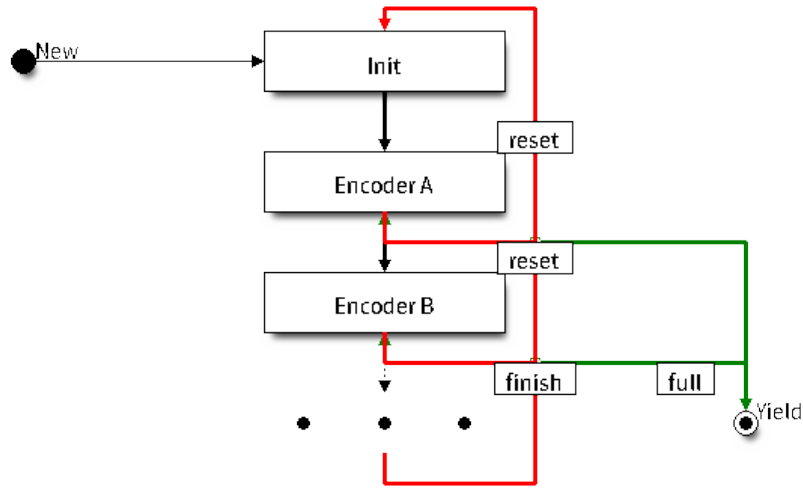 New
Init
reset
Encoder A
reset
Encoder B
finish
full
Yield